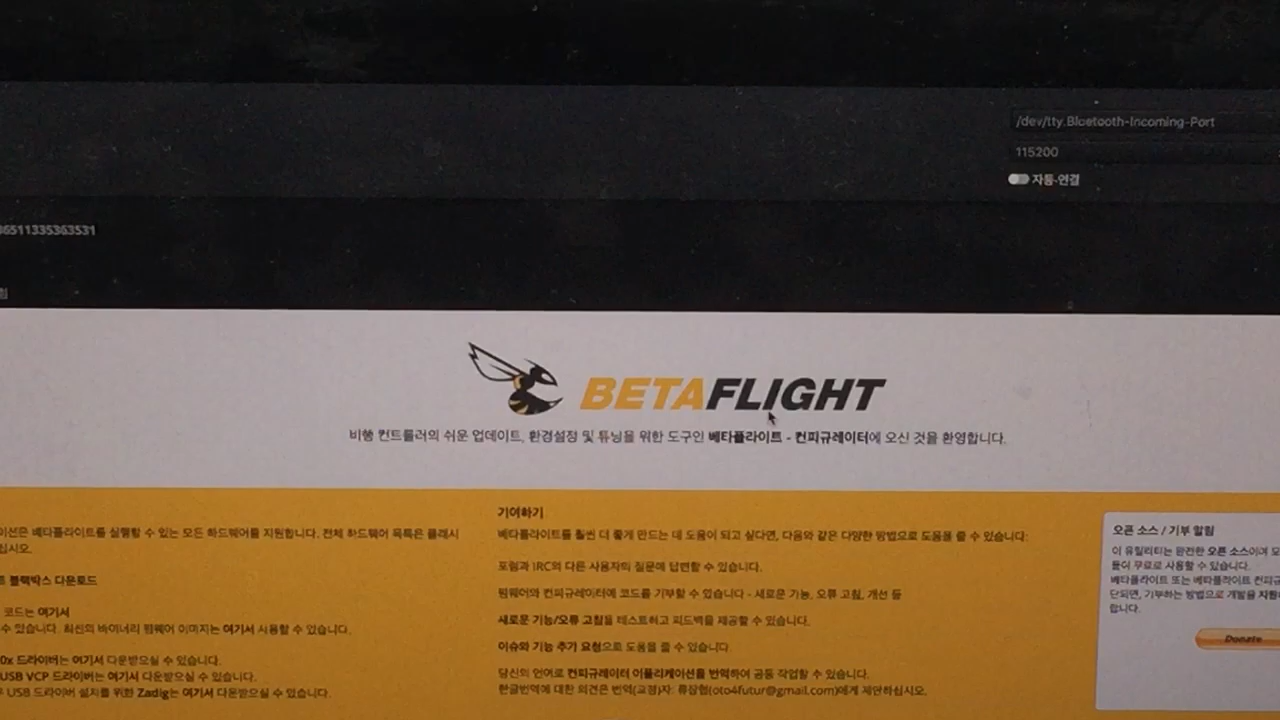 /dev/tty.Bluetooth-Incoming-Port
115200
자동-연결
36511335363531
BETAFLIGHT
비행 컨트롤러의 쉬운 업데이트, 환경설정 및 튜닝을 위한 도구인 베타플라이트 - 컨피규레이터에 오신 것을 환영합니다.
이션은 베타플라이트를 실행할 수 있는 모든 하드웨어를 지원합니다. 전체 하드웨어 목록은 플래시
십시오.
블랙박스 다운로드
코드는 여기서
수 있습니다. 최신의 바이너리 펌웨어 이미지는 여기서 사용할 수 있습니다.
0x 드라이버는 여기서 다운받으실 수 있습니다.
USB VCP 드라이버는 여기서 다운받으실 수 있습니다.
USB 드라이버 설치를 위한 Zadig는 여기서 다운받으실 수 있습니다.
기여하기
베타플라이트를 훨씬 더 좋게 만드는 데 도움이 되고 싶다면, 다음와 같은 다양한 방법으로 도움을 줄 수 있습니다:
포럼과 IRC의 다른 사용자의 질문에 답변할 수 있습니다.
펌웨어와 컨피규레이터에 코드를 기부할 수 있습니다 - 새로운 기능, 오류 고침, 개선 등
새로운 기능/오류 고침을 테스트하고 피드백을 제공할 수 있습니다.
이슈와 기능 추가 요청으로 도움을 줄 수 있습니다.
당신의 언어로 컨피규레이터 어플리케이션을 번역하여 공동 작업할 수 있습니다.
한글번역에 대한 의견은 번역(교정)자: 류창협(oto4futur@gmail.com)에게 제안하십시오.
오픈 소스 / 기부 알림
이 유틸리티는 완전한 오픈 소스이며 모
들이 무료로 사용할 수 있습니다.
베타플라이트 또는 베타플라이트 컨피규
단되면, 기부하는 방법으로 개발을 지원
합니다.
Donate